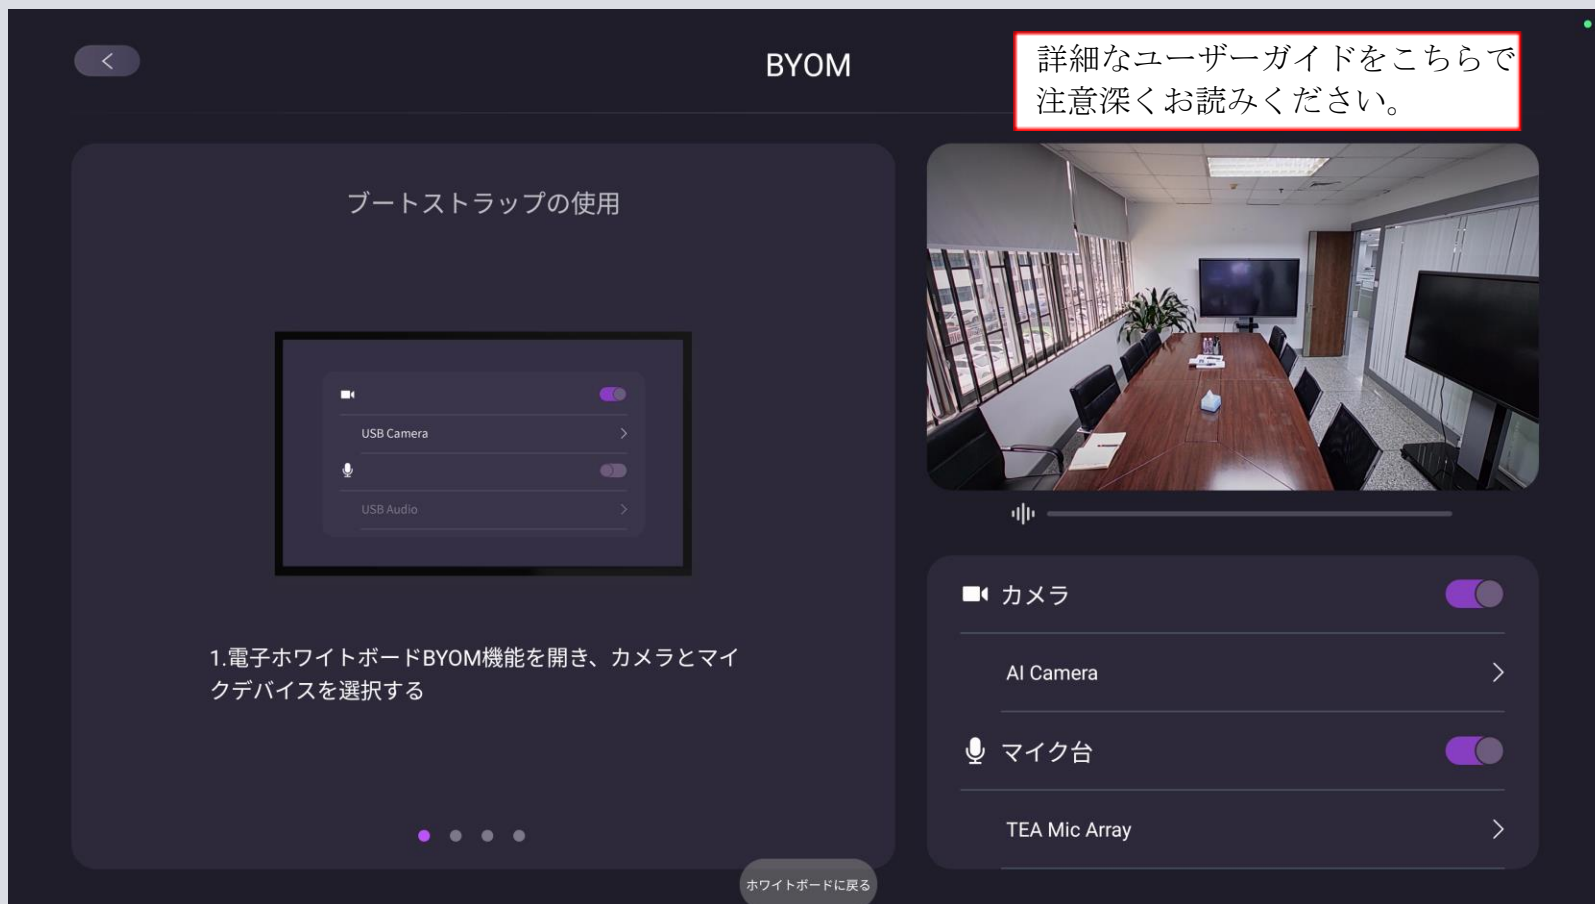 BYOM
詳細なユーザーガイドをこちらで
注意深くお読みください。
ブートストラップの使用
USB Camera
USB Audio
1.電子ホワイトボードBYOM機能を開き、カメラとマイ
クデバイスを選択する
カメラ
AI Camera
マイク台
TEA Mic Array
ホワイトボードに戻る